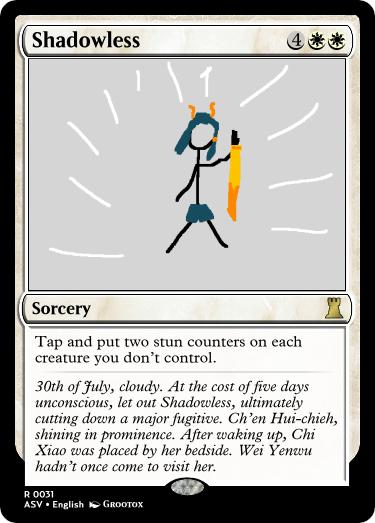 Shadowless 4
Sorcery
Tap and put two stun counters on each
creature you don't control.
30th of July, cloudy. At the cost of five days
unconscious, let out Shadowless, ultimately
cutting down a major fugitive. Ch'en Hui-chieh,
shining in prominence. After waking up, Chi
Xiao was placed by her bedside. Wei Yenwu
hadn't once come to visit her.
R 0031
ASV • English Grootox